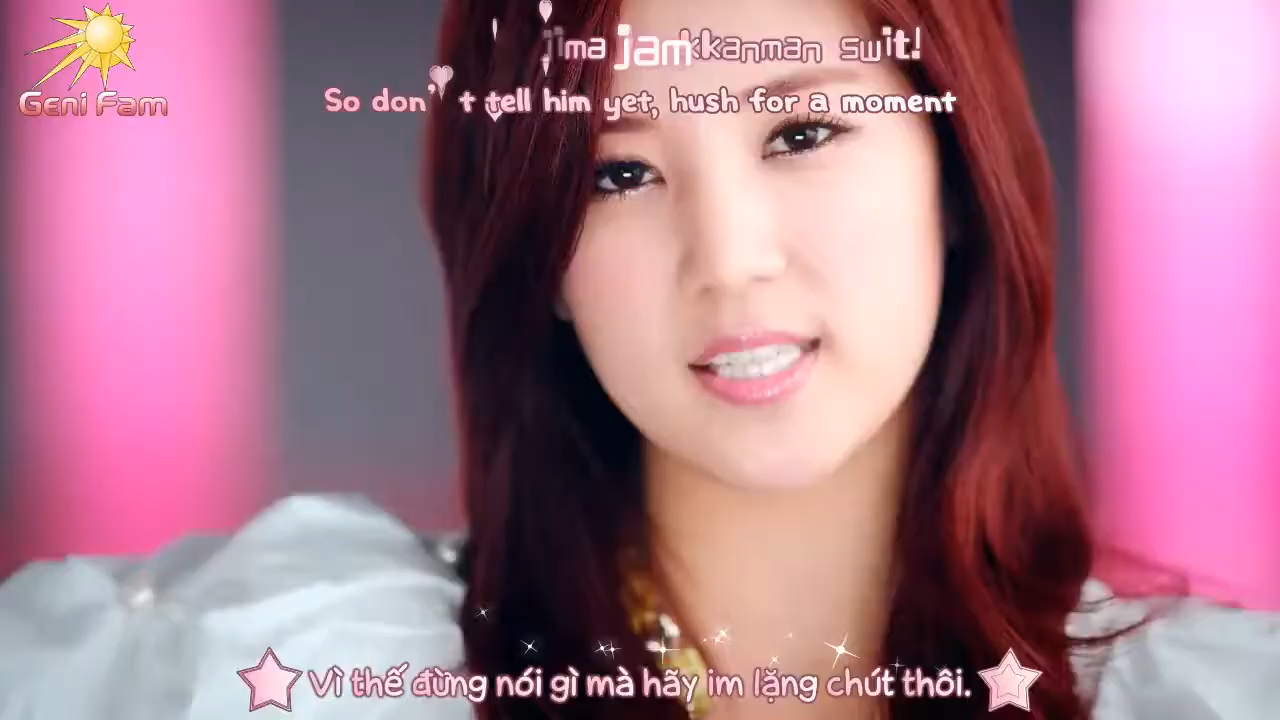 jima jamkkanman swit!
So don't tell him yet, hush for a moment
Geni Fam
Vì thế đừng nói gì mà hãy im lặng chút thôi.